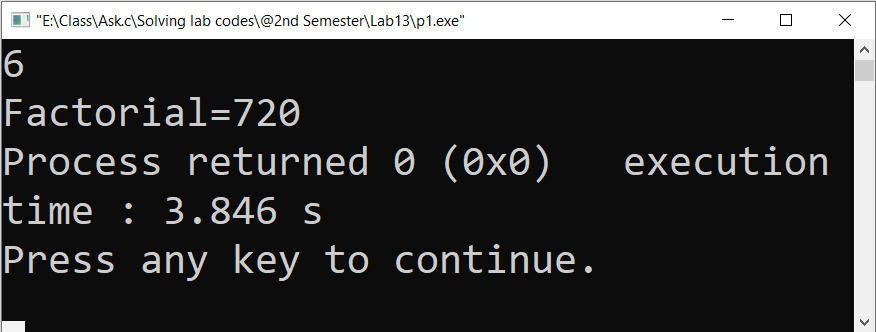 "E:\Class\Ask.c\Solving lab codes\@2nd Semester\Lab13\p1.exe"
6
Factorial=720
Process returned 0 (0x0)   execution
time : 3.846 s
Press any key to continue.